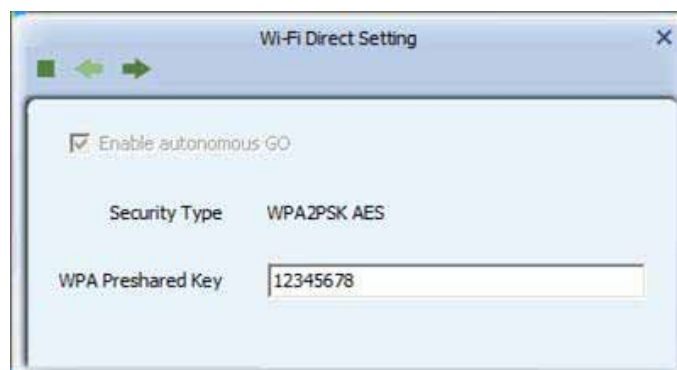 Wi-Fi Direct Setting
Enable autonomous GO
Security Type WPA2PSK AES
WPA Preshared Key 12345678